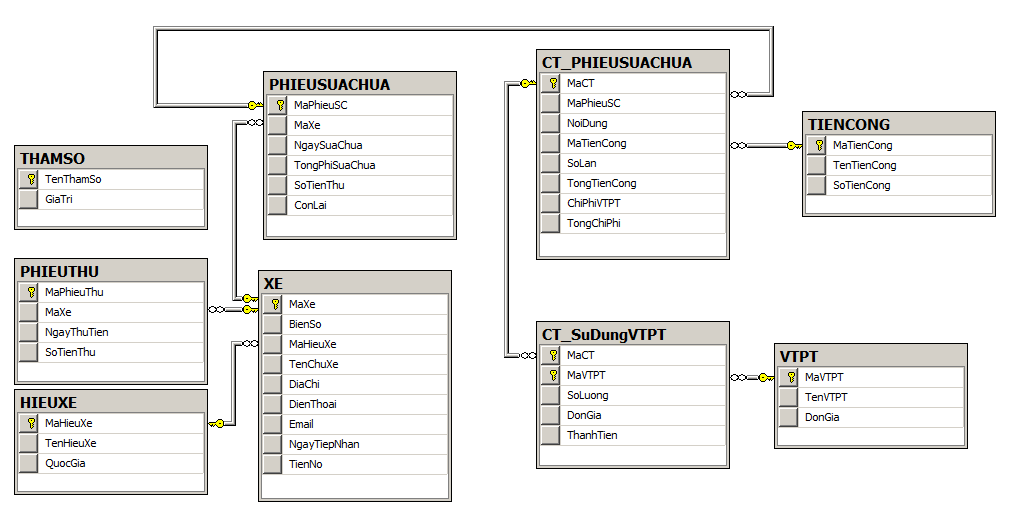 PHIEUSUACHUA
MaPhieuSC
MaXe
NgaySuaChua
TongPhiSuaChua
SoTienThu
ConLai
CT_PHIEUSUACHUA
MaCT
MaPhieuSC
NoiDung
MaTienCong
SoLan
TongTienCong
ChiPhiVTPT
TongChiPhi
TIENCONG
MaTienCong
TenTienCong
SoTienCong
THAMSO
TenThamSo
GiaTri
PHIEUTHU
MaPhieuThu
MaXe
NgayThuTien
SoTienThu
XE
MaXe
BienSo
MaHieuXe
TenChuXe
DiaChi
DienThoai
Email
NgayTiepNhan
TienNo
HIEUXE
MaHieuXe
TenHieuXe
QuocGia
CT_SuDungVTPT
MaCT
MaVTPT
SoLuong
DonGia
ThanhTien
VTPT
MaVTPT
TenVTPT
DonGia